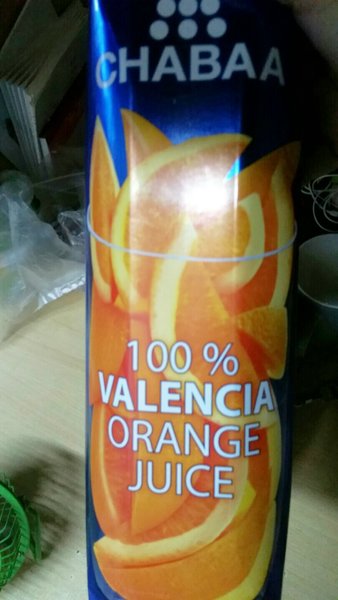 CHABAA
100 %
VALENCIA
ORANGE
JUICE